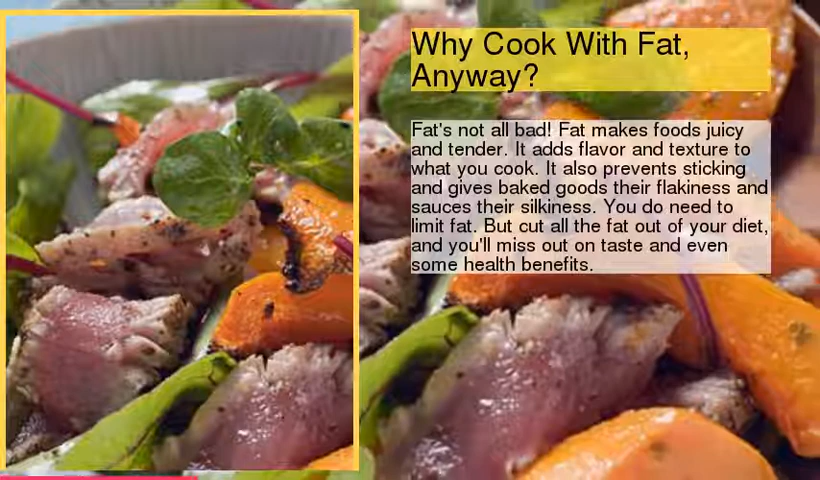 Why Cook With Fat,
Anyway?
Fat's not all bad! Fat makes foods juicy
and tender. It adds flavor and texture to
what you cook. It also prevents sticking
and gives baked goods their flakiness and
sauces their silkiness. You do need to
limit fat. But cut all the fat out of your diet,
and you'll miss out on taste and even
some health benefits.